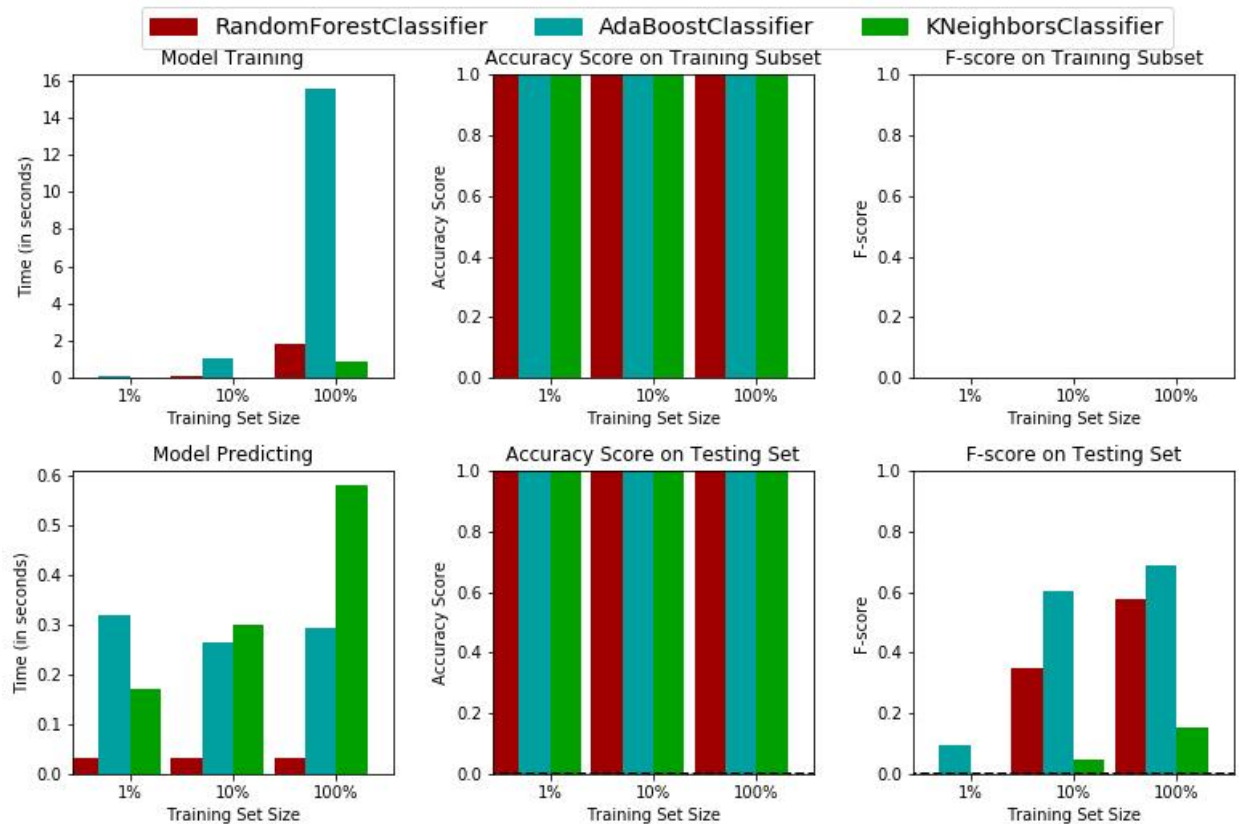 RandomForestClassifier AdaBoostClassifier KNeighborsClassifier
Model Training
Time (in seconds)
16
14
12
10
8
6
4
2
0
1% 10% 100%
Training Set Size
Accuracy Score on Training Subset
Accuracy Score
1.0
0.8
0.6
0.4
0.2
0.0
1% 10% 100%
Training Set Size
F-score on Training Subset
F-score
1.0
0.8
0.6
0.4
0.2
0.0
1% 10% 100%
Training Set Size
Model Predicting
Time (in seconds)
0.6
0.5
0.4
0.3
0.2
0.1
0.0
1% 10% 100%
Training Set Size
Accuracy Score on Testing Set
Accuracy Score
1.0
0.8
0.6
0.4
0.2
0.0
1% 10% 100%
Training Set Size
F-score on Testing Set
F-score
1.0
0.8
0.6
0.4
0.2
0.0
1% 10% 100%
Training Set Size